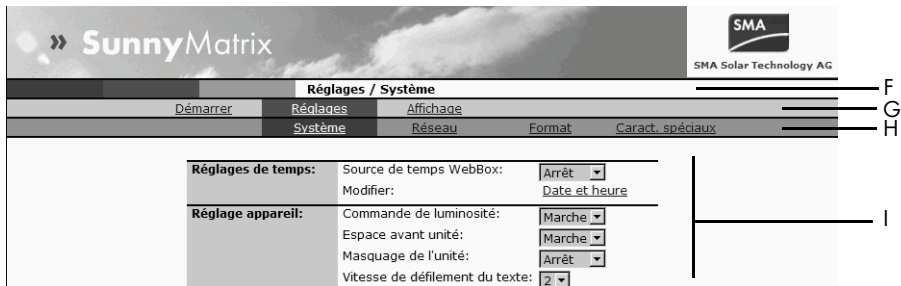 » SunnyMatrix
SMA
SMA Solar Technology AG
Réglages / Système
F
Démarrer Réglages Affichage
G
Système Réseau Format Caract. spéciaux
H
Réglages de temps: Source de temps WebBox: Arrêt
Modifier: Date et heure
Réglage appareil: Commande de luminosité: Marche
I
Espace avant unité: Marche
Masquage de l'unité: Arrêt
Vitesse de défilement du texte: 2